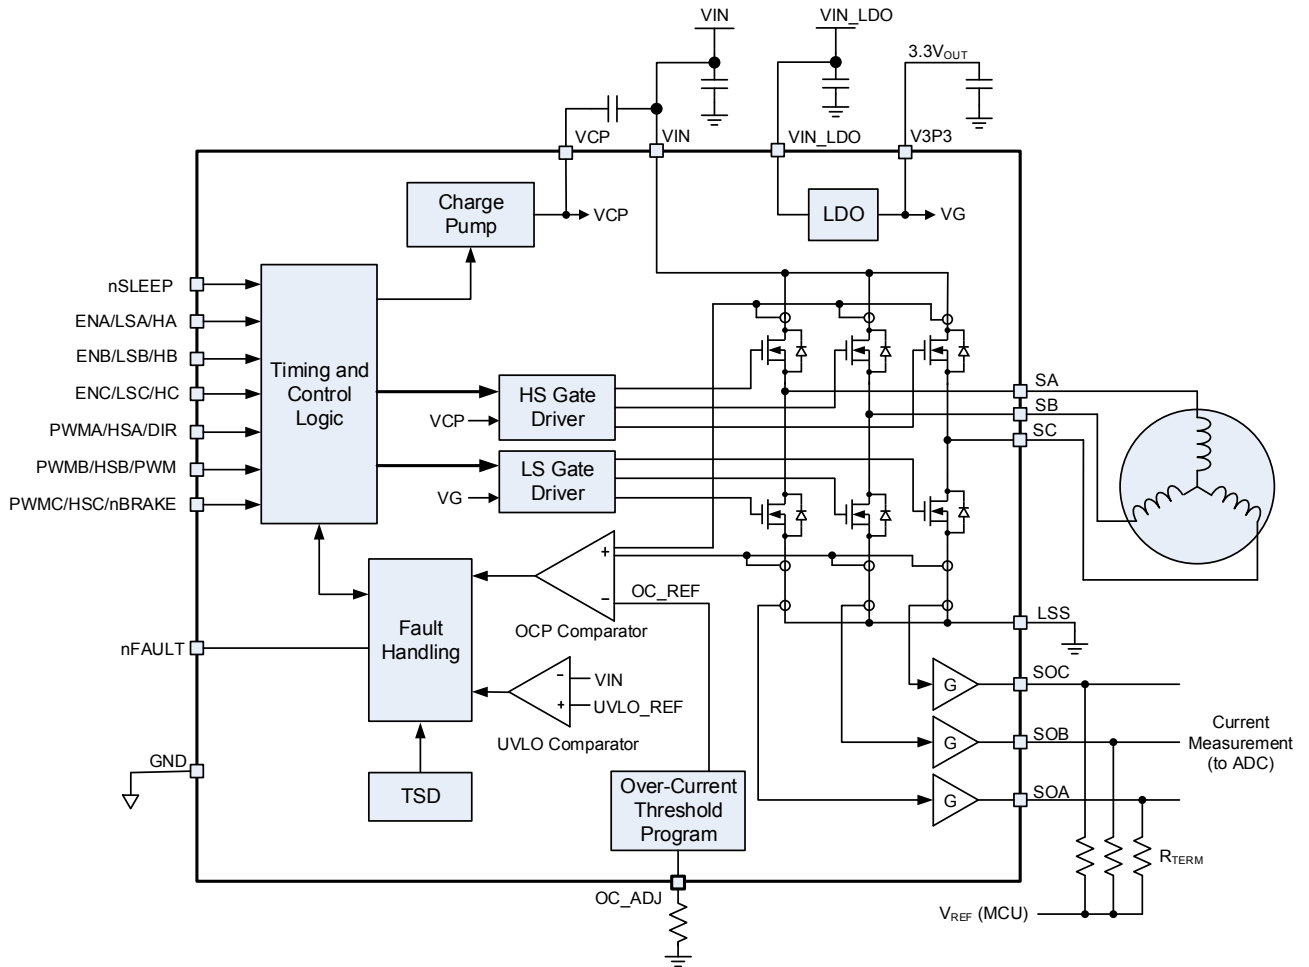 VIN
VIN_LDO
3.3VOUT
VCP
VIN
VIN_LDO
V3P3
Charge
Pump
VCP
LDO
VG
nSLEEP
ENA/LSA/HA
ENB/LSB/HB
ENC/LSC/HC
PWMA/HSA/DIR
PWMB/HSB/PWM
PWMC/HSC/nBRAKE
Timing and
Control
Logic
HS Gate
Driver
VCP
LS Gate
Driver
VG
SA
SB
SC
+
−
OC_REF
OCP Comparator
Fault
Handling
nFAULT
−
VIN
+
UVLO_REF
UVLO Comparator
LSS
G
SOC
G
SOB
G
SOA
Current
Measurement
(to ADC)
GND
TSD
Over-Current
Threshold
Program
OC_ADJ
RTERM
VREF (MCU)